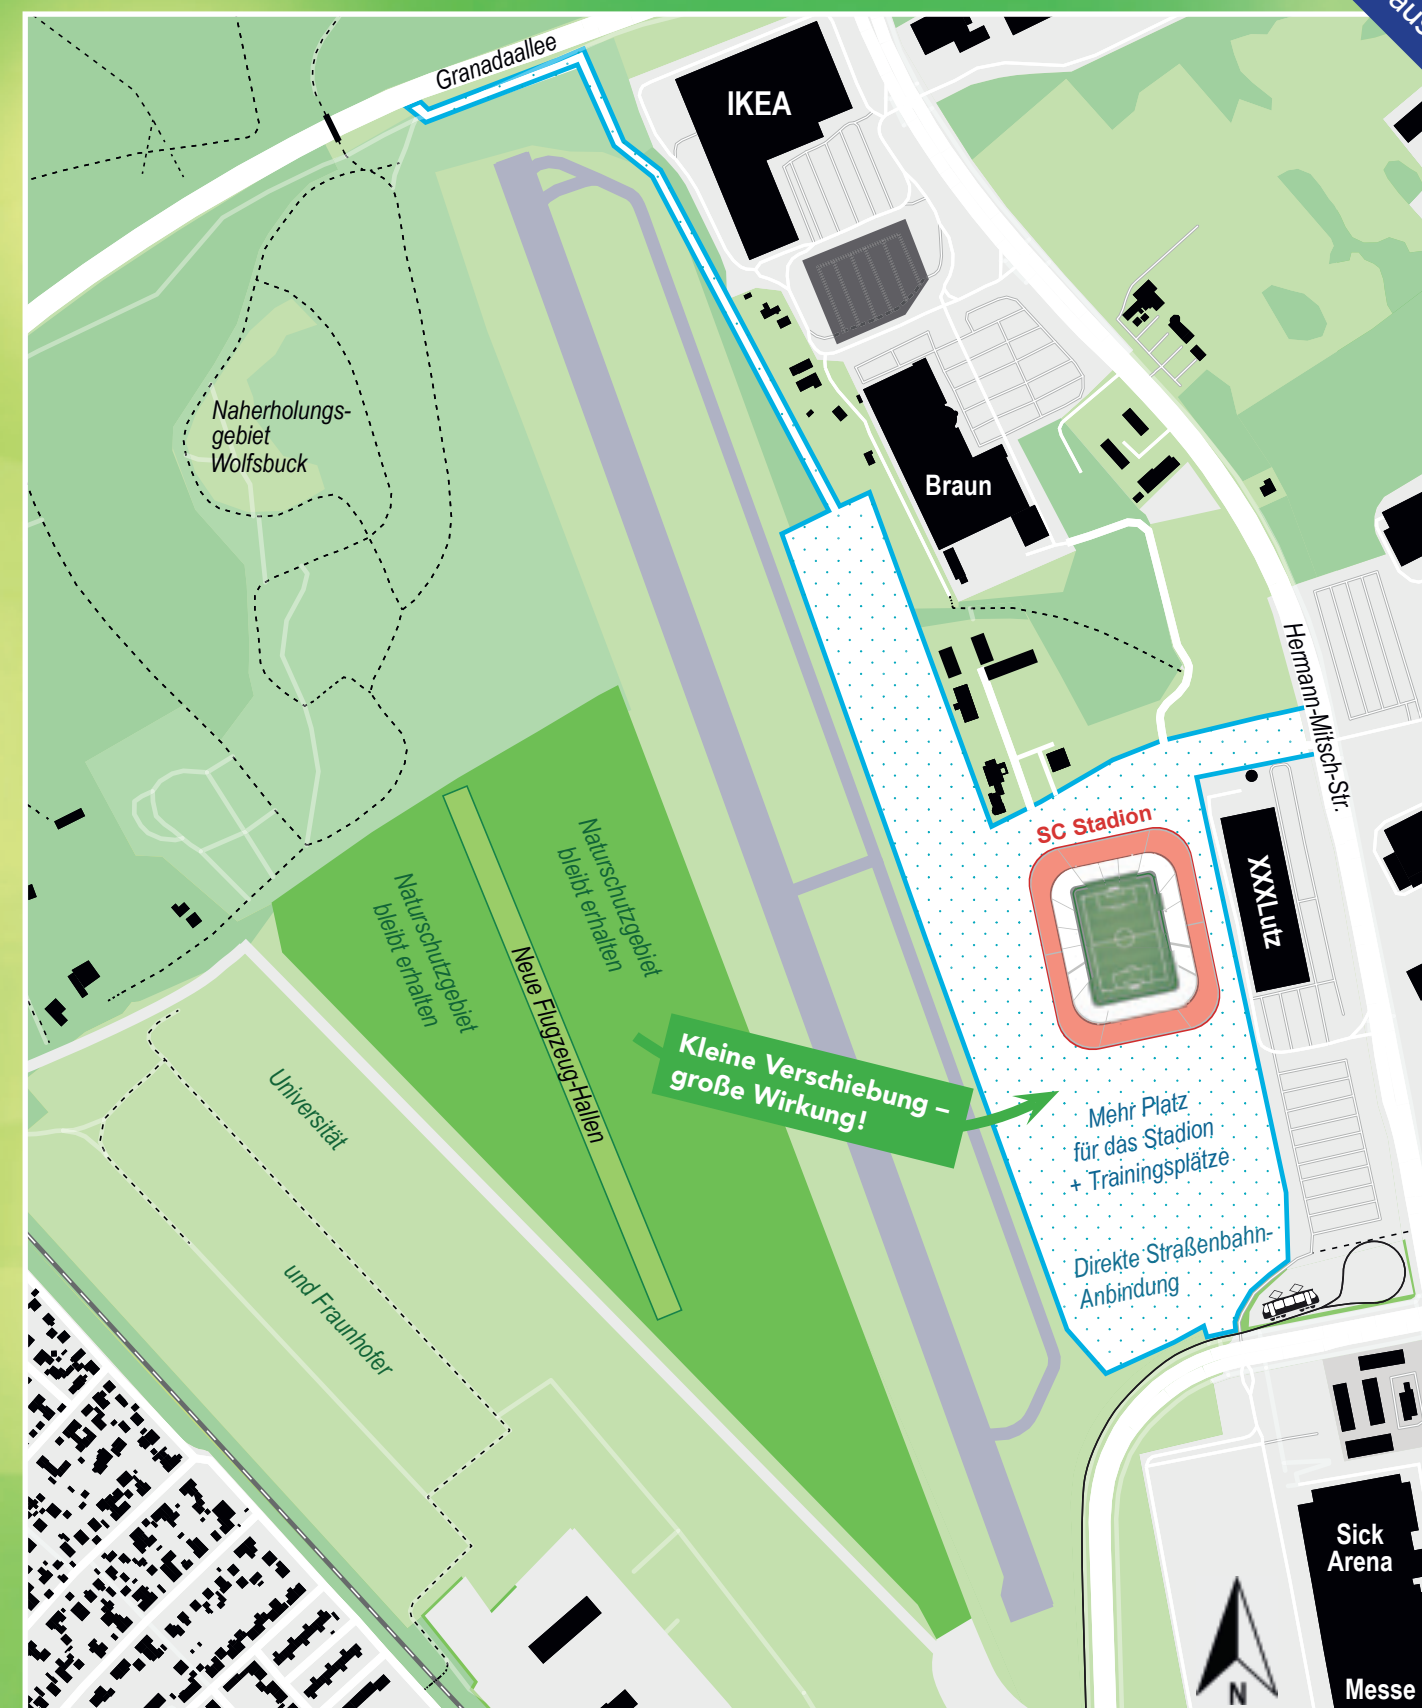 Granadaallee
IKEA
Naherholungs-
gebiet
Wolfsbuck
Braun
Hermann-Mitsch-Str.
SC Stadion
XXXLutz
Naturschutzgebiet
bleibt erhalten
Naturschutzgebiet
bleibt erhalten
Neue Flugzeug-Hallen
Kleine Verschiebung –
große Wirkung!
Universität
und Fraunhofer
Mehr Platz
für das Stadion
+ Trainingsplätze
Direkte Straßenbahn-
Anbindung
Sick
Arena
N
Messe